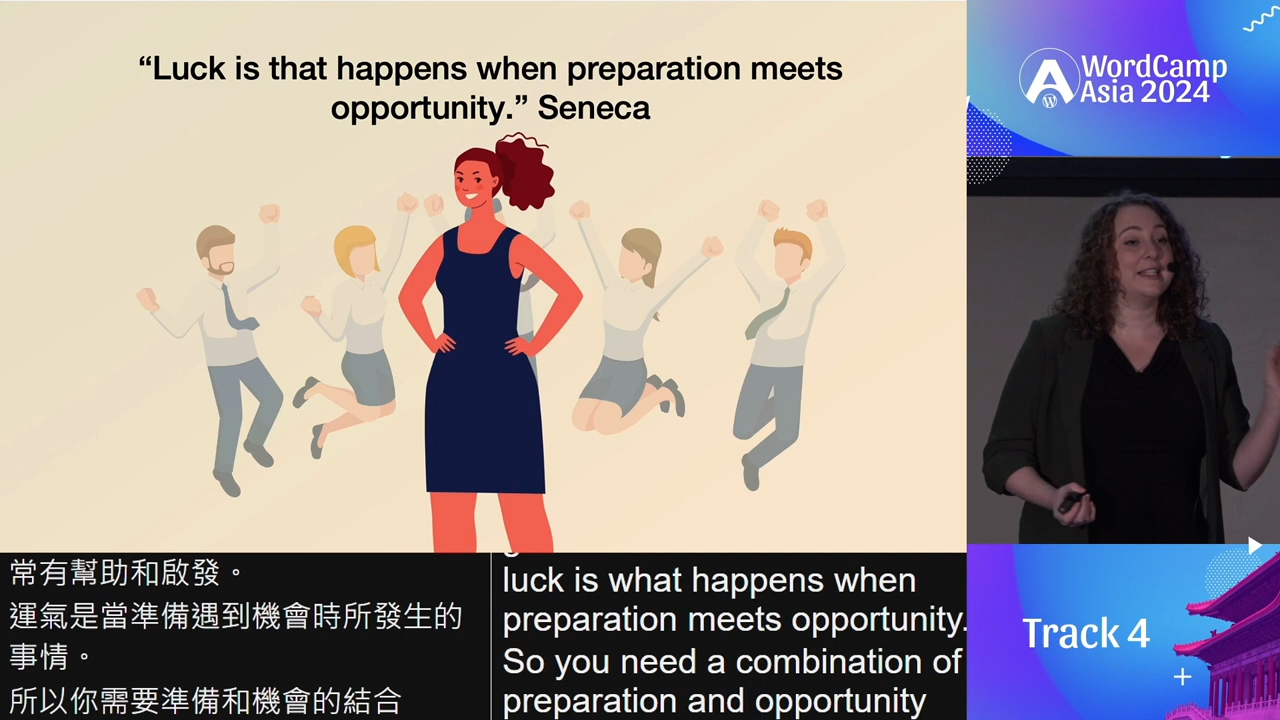 “Luck is that happens when preparation meets
opportunity.” Seneca
WordCamp
Asia 2024
常有幫助和啟發。
運氣是當準備遇到機會時所發生的
事情。
所以你需要準備和機會的結合
luck is what happens when
preparation meets opportunity.
So you need a combination of
preparation and opportunity
Track 4